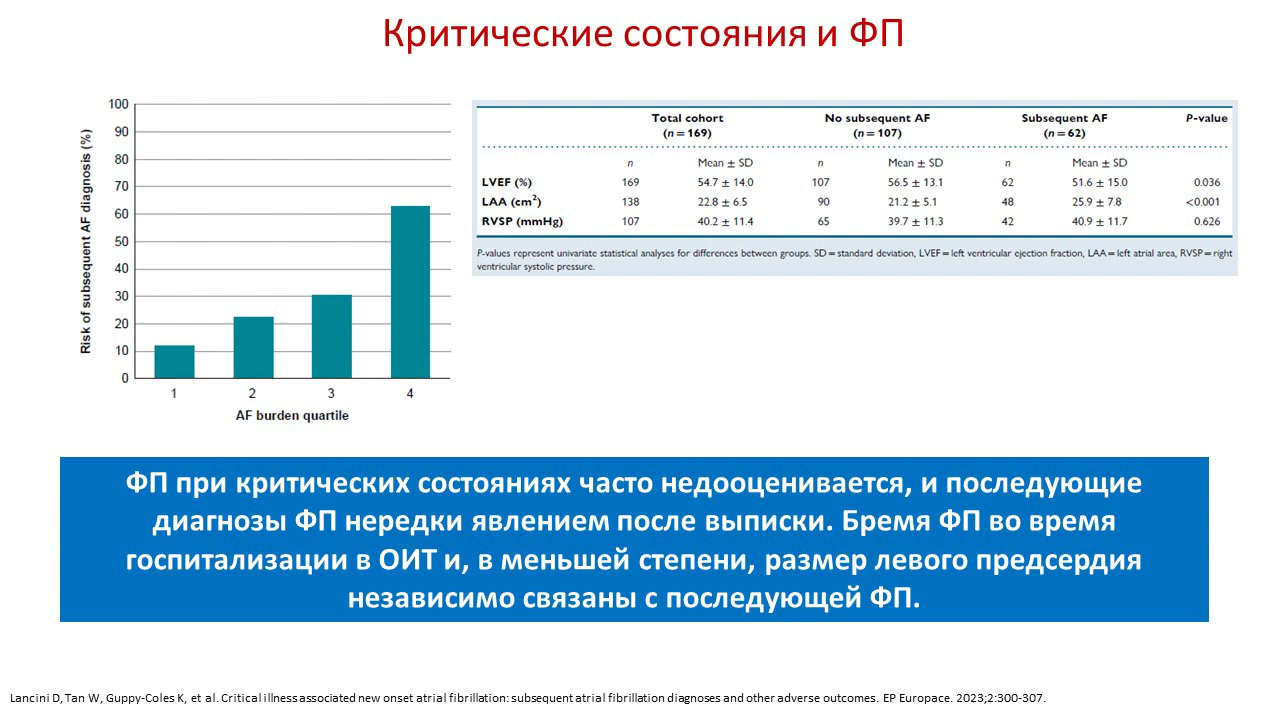 Критические состояния и ФП
100
90
80
70
60
50
40
30
20
10
0
Risk of subsequent AF diagnosis (%)
1 2 3 4
AF burden quartile
Total cohort No subsequent AF Subsequent AF P-value
(n = 169) (n = 107) (n = 62)
n Mean ± SD n Mean ± SD n Mean ± SD
LVEF (%) 169 54.7 ± 14.0 107 56.5 ± 13.1 62 51.6 ± 15.0 0.036
LAA (cm²) 138 22.8 ± 6.5 90 21.2 ± 5.1 48 25.9 ± 7.8 <0.001
RVSP (mmHg) 107 40.2 ± 11.4 65 39.7 ± 11.3 42 40.9 ± 11.7 0.626
P-values represent univariate statistical analyses for differences between groups. SD = standard deviation, LVEF = left ventricular ejection fraction, LAA = left atrial area, RVSP = right
ventricular systolic pressure.
ФП при критических состояниях часто недооценивается, и последующие
диагнозы ФП нередки явлением после выписки. Бремя ФП во время
госпитализации в ОИТ и, в меньшей степени, размер левого предсердия
независимо связаны с последующей ФП.
Lancini D, Tan W, Guppy-Coles K, et al. Critical illness associated new onset atrial fibrillation: subsequent atrial fibrillation diagnoses and other adverse outcomes. EP Europace. 2023;2:300-307.